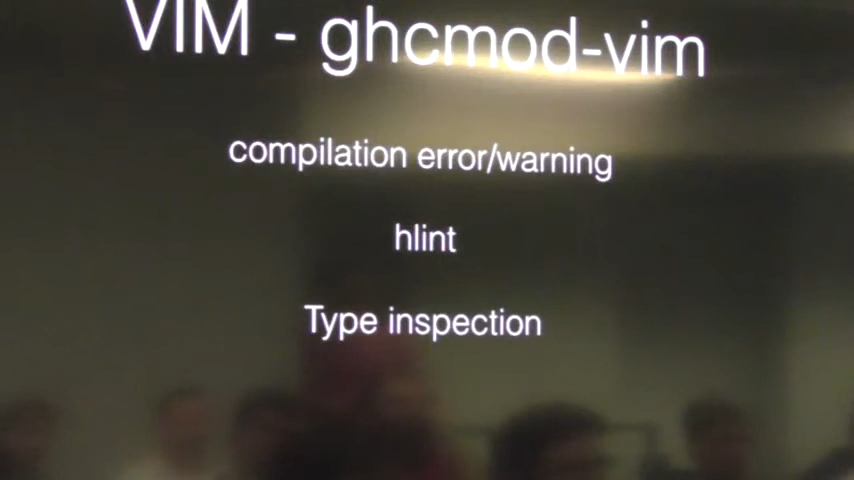 VIM - ghcmod-vim
compilation error/warning
hlint
Type inspection